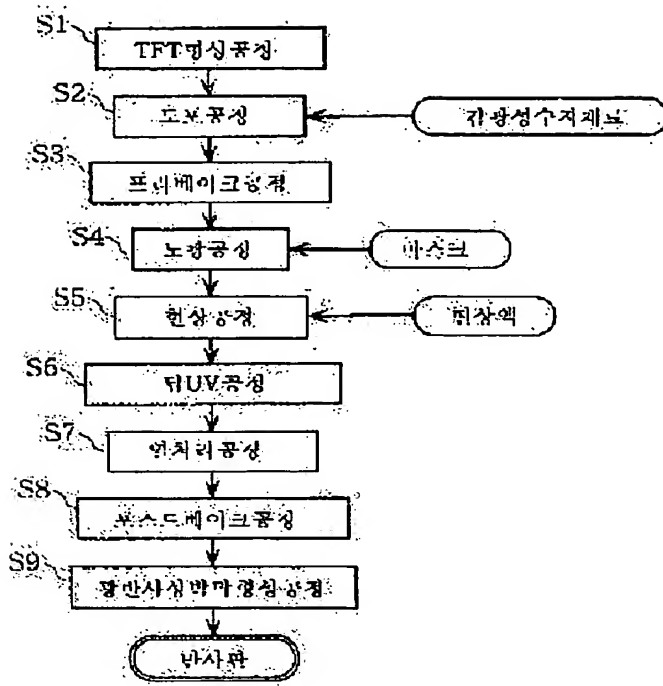 S1
TFT형성공정
S2
도포공정
감광성수지재료
S3
프리베이크공정
S4
노광공정
마스크
S5
현상공정
현상액
S6
딥UV공정
S7
열처리공정
S8
포스트베이크공정
S9
광반사성박막형성공정
반사판